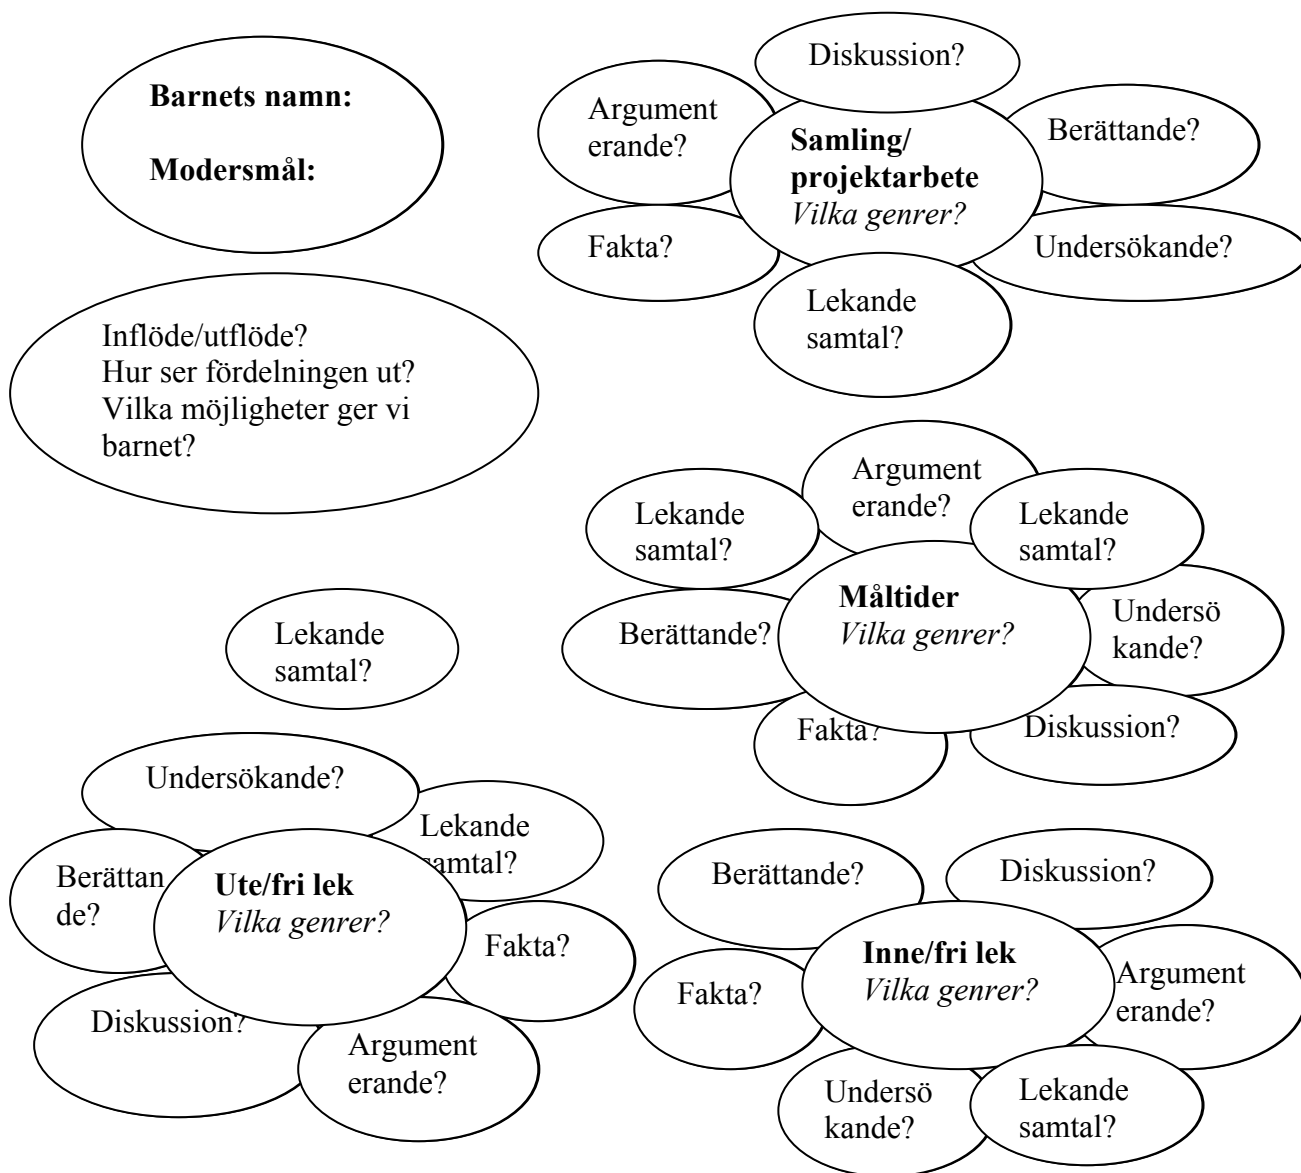 Barnets namn:
Modersmål:
Inflöde/utflöde?
Hur ser fördelningen ut?
Vilka möjligheter ger vi
barnet?
Diskussion?
Argument
erande?
Samling/
projektarbete
Vilka genrer?
Berättande?
Fakta?
Undersökande?
Lekande
samtal?
Argument
erande?
Lekande
samtal?
Lekande
samtal?
Måltider
Vilka genrer?
Berättande?
Undersö
kande?
Fakta?
Diskussion?
Lekande
samtal?
Undersökande?
Lekande
samtal?
Berättan
de?
Ute/fri lek
Vilka genrer?
Fakta?
Diskussion?
Argument
erande?
Berättande?
Diskussion?
Inne/fri lek
Vilka genrer?
Fakta?
Argument
erande?
Undersö
kande?
Lekande
samtal?